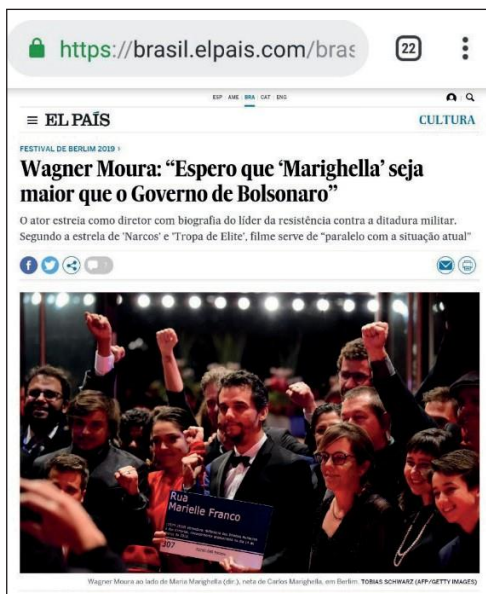 https://brasil.elpais.com/bras
22
ESP AME BRA CAT ENG
≡ EL PAÍS
CULTURA
FESTIVAL DE BERLIM 2019 ›
Wagner Moura: “Espero que ‘Marighella’ seja
maior que o Governo de Bolsonaro”
O ator estreia como diretor com biografia do líder da resistência contra a ditadura militar.
Segundo a estrela de ‘Narcos’ e ‘Tropa de Elite’, filme serve de “paralelo com a situação atual”
Rua
Marielle Franco
307
Wagner Moura ao lado de Maria Marighella (dir.), neta de Carlos Marighella, em Berlim. TOBIAS SCHWARZ (AFP/GETTY IMAGES)